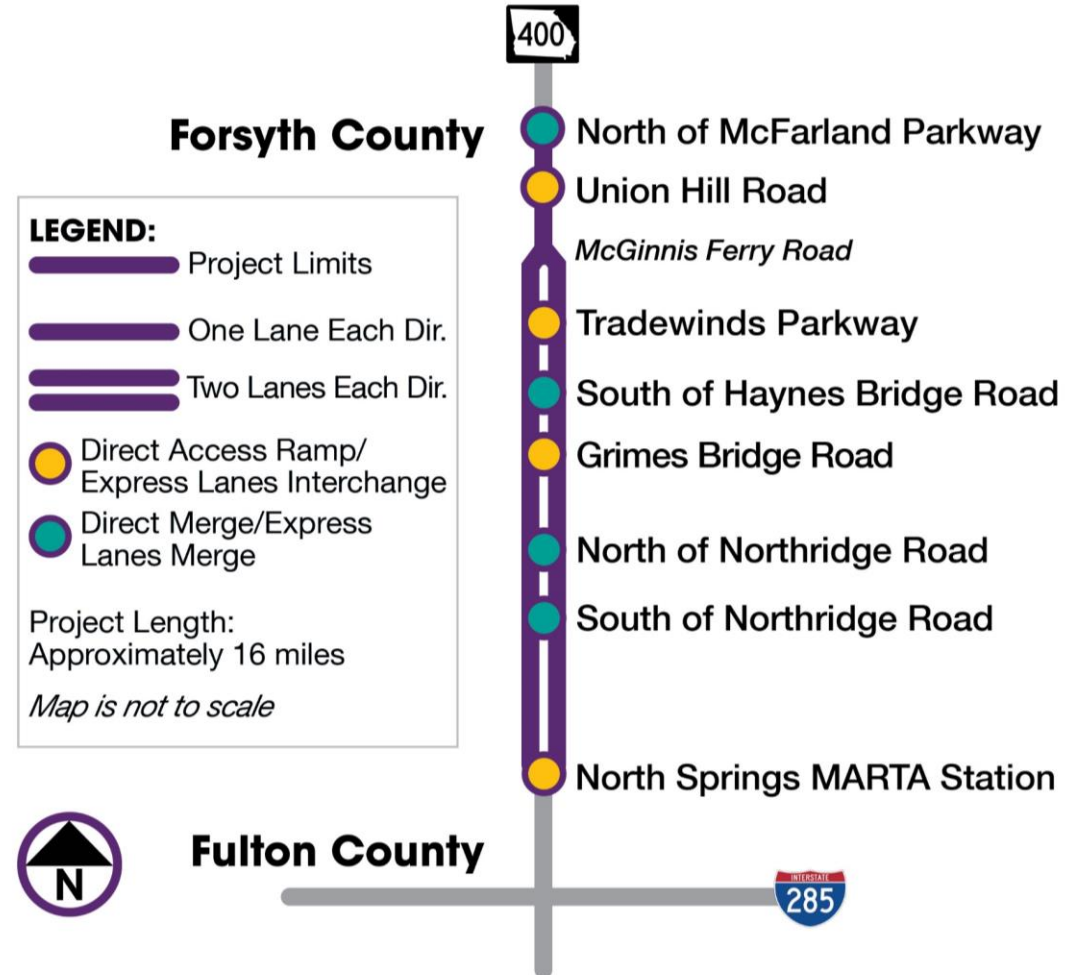 400
Forsyth County
North of McFarland Parkway
Union Hill Road
McGinnis Ferry Road
Tradewinds Parkway
South of Haynes Bridge Road
Grimes Bridge Road
North of Northridge Road
South of Northridge Road
North Springs MARTA Station
LEGEND:
Project Limits
One Lane Each Dir.
Two Lanes Each Dir.
Direct Access Ramp/
Express Lanes Interchange
Direct Merge/Express
Lanes Merge
Project Length:
Approximately 16 miles
Map is not to scale
N
Fulton County
INTERSTATE
285